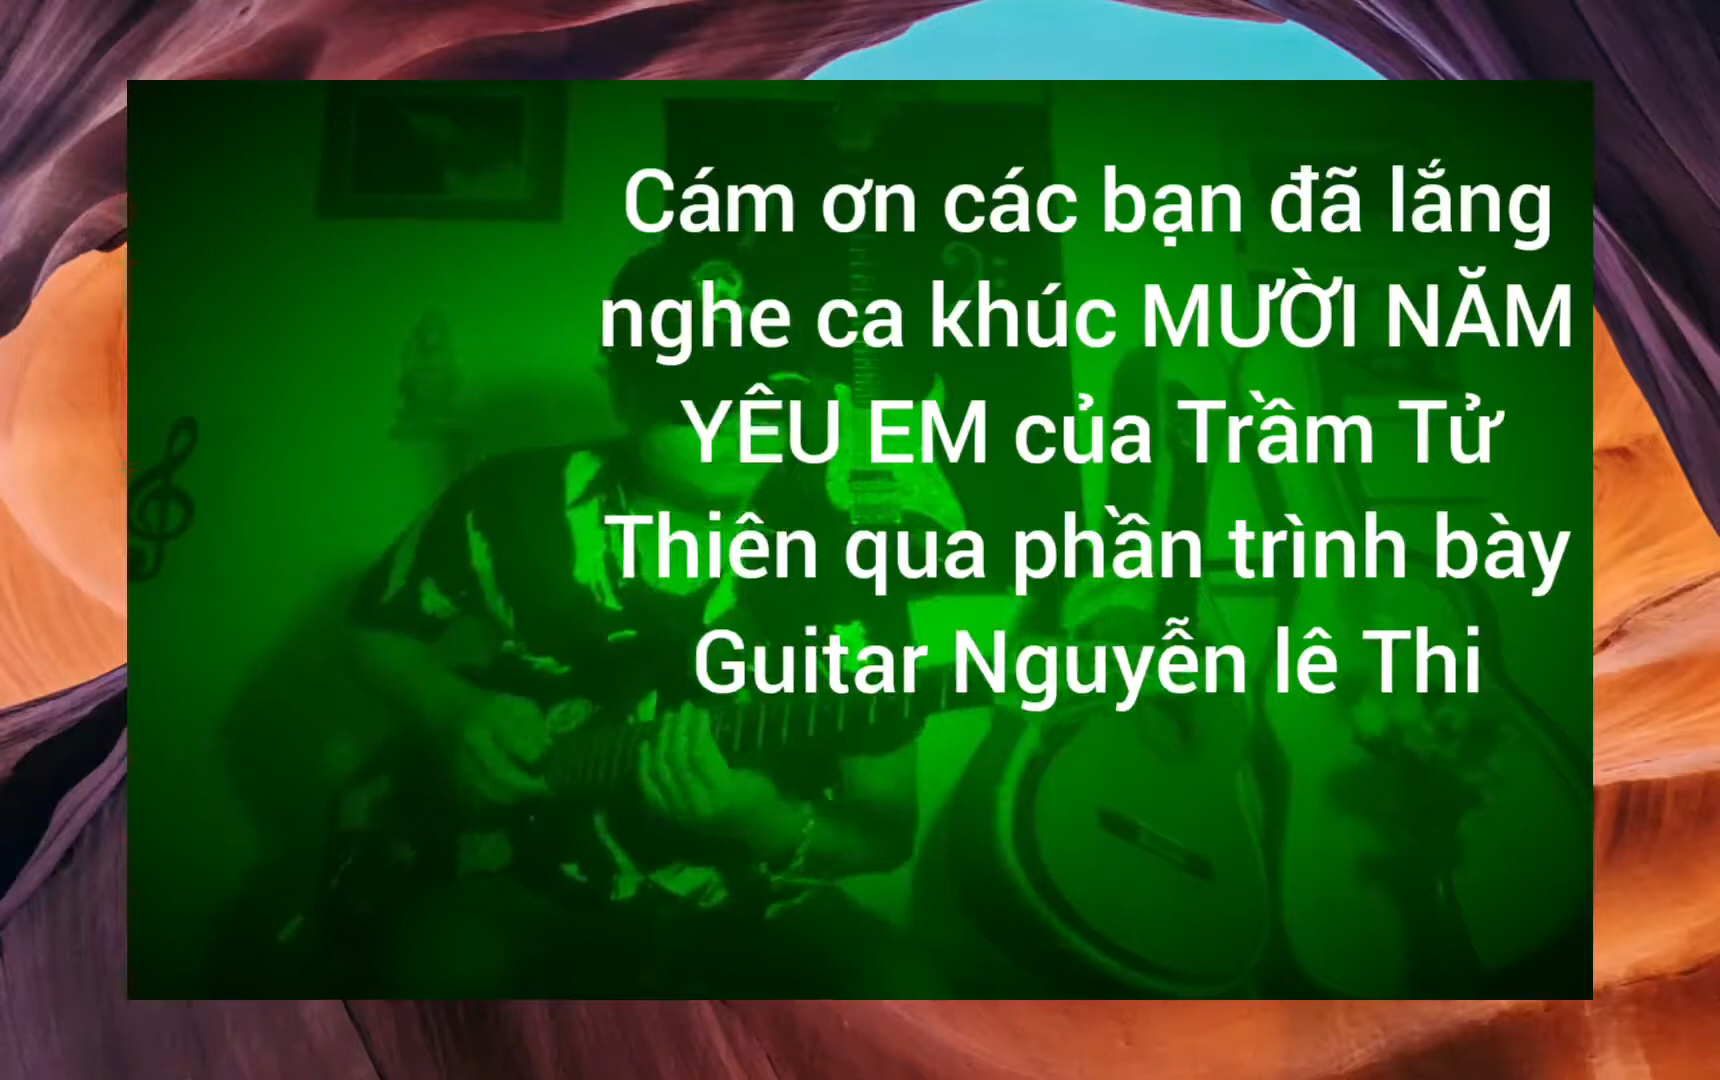 Cám ơn các bạn đã lắng
nghe ca khúc MƯỜI NĂM
YÊU EM của Trầm Tử
Thiên qua phần trình bày
Guitar Nguyễn lê Thi